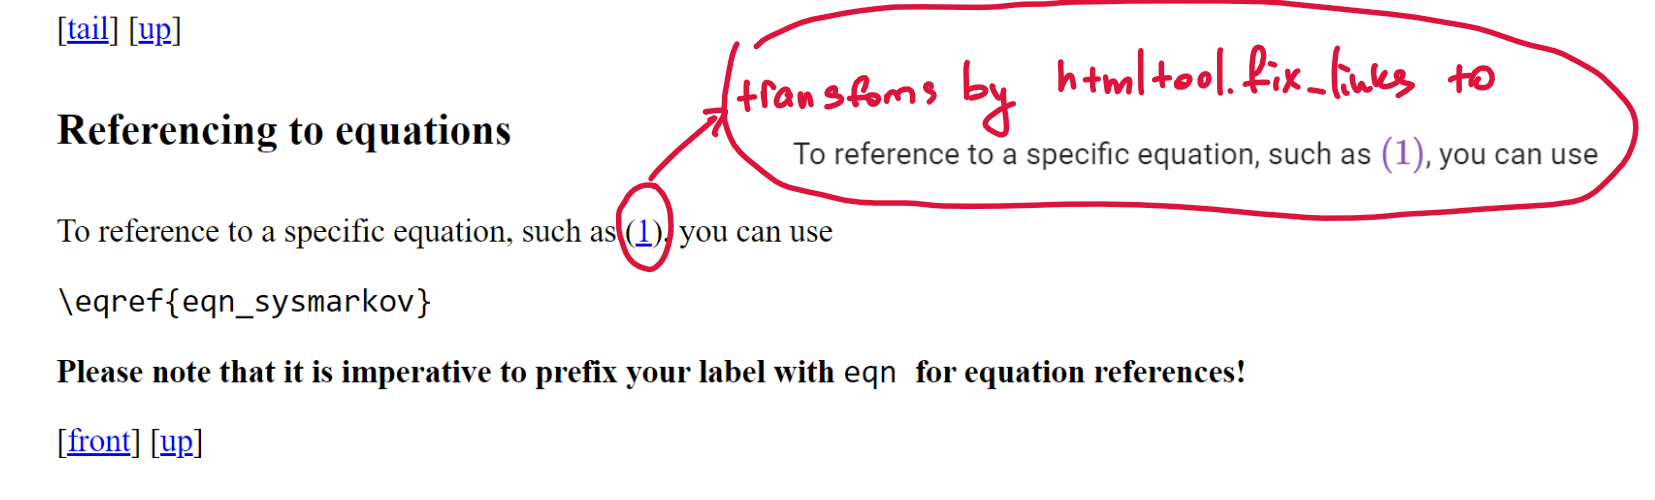 [tail] [up]
transfoms by htmltool.fix_links to
Referencing to equations
To reference to a specific equation, such as (1), you can use
To reference to a specific equation, such as (1), you can use
\eqref{eqn_sysmarkov}
Please note that it is imperative to prefix your label with eqn for equation references!
[front] [up]